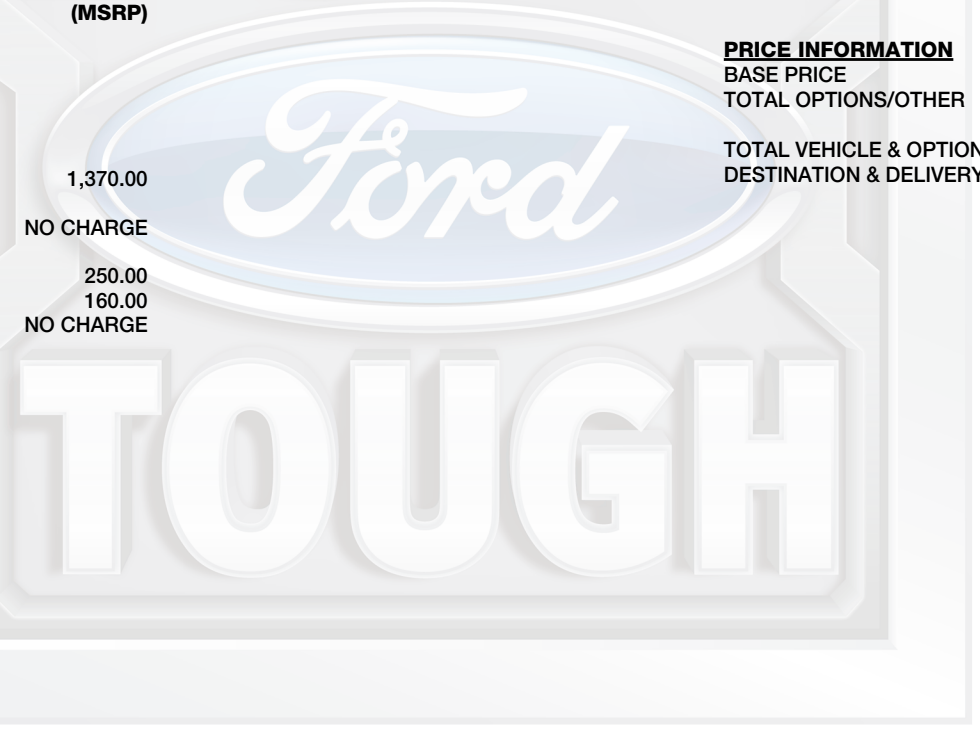 (MSRP)
1,370.00
NO CHARGE
250.00
160.00
NO CHARGE
PRICE INFORMATION
BASE PRICE
TOTAL OPTIONS/OTHER
TOTAL VEHICLE & OPTION
DESTINATION & DELIVERY
Ford
TOUGH